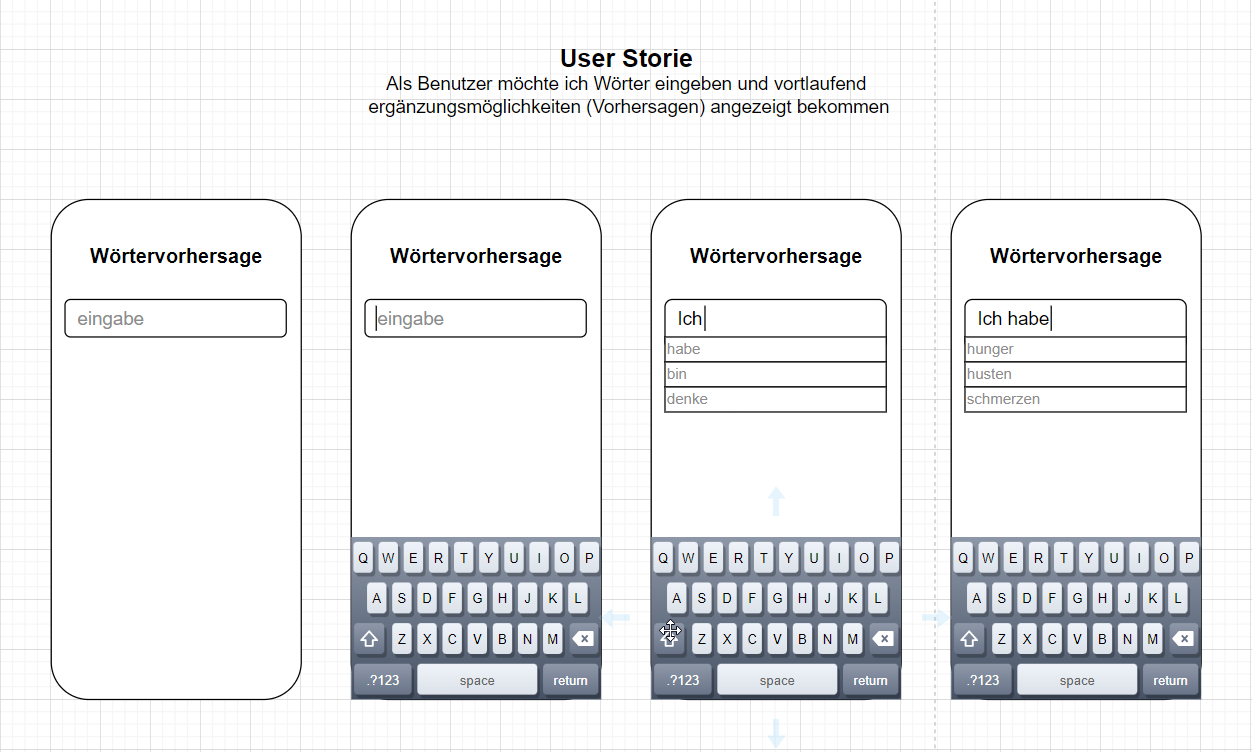 User Storie
Als Benutzer möchte ich Wörter eingeben und vortlaufend
ergänzungsmöglichkeiten (Vorhersagen) angezeigt bekommen
Wörtervorhersage
eingabe
Wörtervorhersage
eingabe
Q W E R T Y U I O P
A S D F G H J K L
Z X C V B N M
.?123 space return
Wörtervorhersage
Ich
habe
bin
denke
Q W E R T Y U I O P
A S D F G H J K L
Z X C V B N M
.?123 space return
Wörtervorhersage
Ich habe
hunger
husten
schmerzen
Q W E R T Y U I O P
A S D F G H J K L
Z X C V B N M
.?123 space return